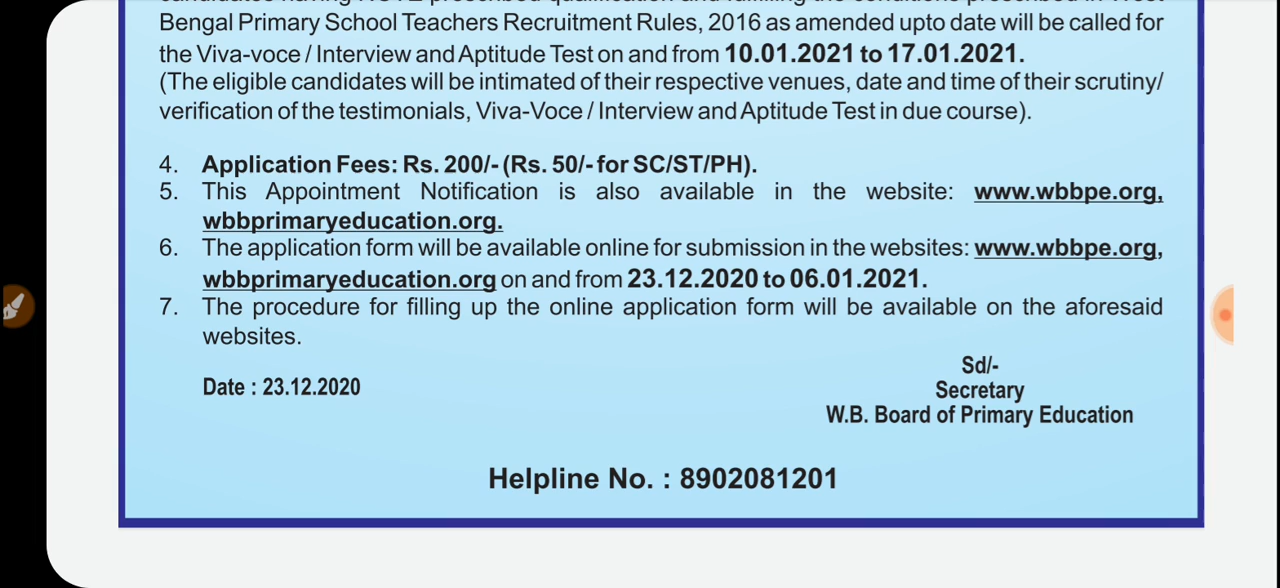 Bengal Primary School Teachers Recruitment Rules, 2016 as amended upto date will be called for
the Viva-voce / Interview and Aptitude Test on and from 10.01.2021 to 17.01.2021.
(The eligible candidates will be intimated of their respective venues, date and time of their scrutiny/
verification of the testimonials, Viva-Voce / Interview and Aptitude Test in due course).
4. Application Fees: Rs. 200/- (Rs. 50/- for SC/ST/PH).
5. This Appointment Notification is also available in the website: www.wbbpe.org,
wbbprimaryeducation.org.
6. The application form will be available online for submission in the websites: www.wbbpe.org,
wbbprimaryeducation.org on and from 23.12.2020 to 06.01.2021.
7. The procedure for filling up the online application form will be available on the aforesaid
websites.
Sd/-
Date : 23.12.2020
Secretary
W.B. Board of Primary Education
Helpline No. : 8902081201